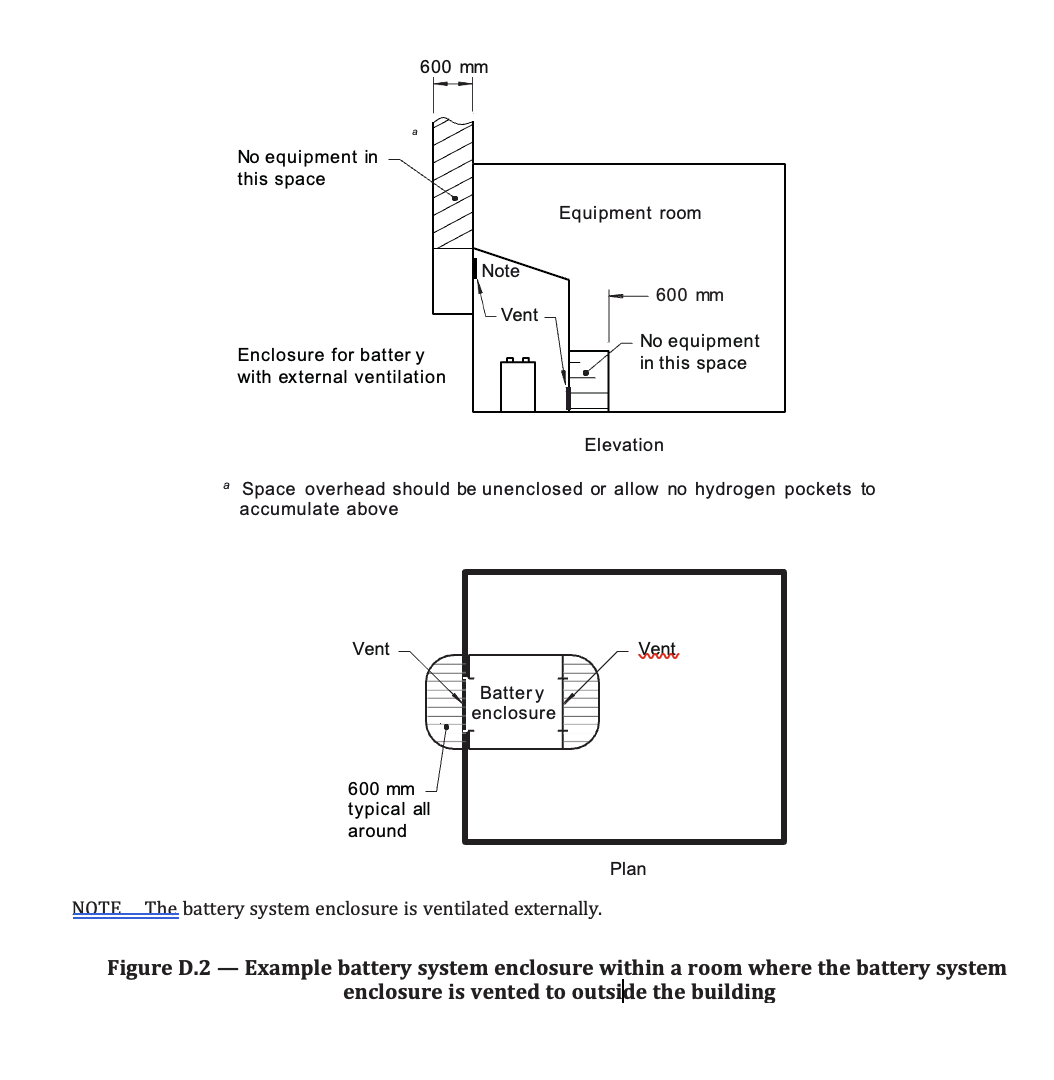 600 mm
a
No equipment in
this space
Equipment room
Note
600 mm
Vent
No equipment
in this space
Enclosure for battery
with external ventilation
Elevation
a Space overhead should be unenclosed or allow no hydrogen pockets to
accumulate above
Vent
Vent
Battery
enclosure
600 mm
typical all
around
Plan
NOTE The battery system enclosure is ventilated externally.
Figure D.2 — Example battery system enclosure within a room where the battery system
enclosure is vented to outside the building